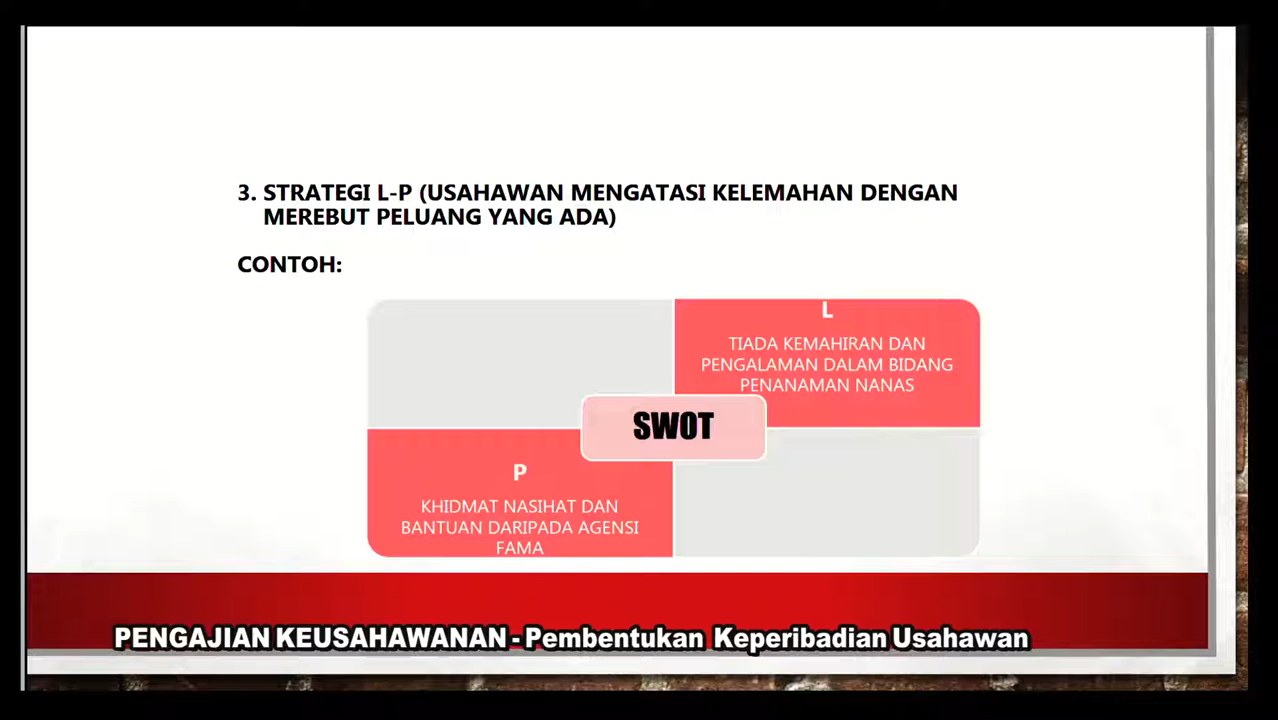 3. STRATEGI L-P (USAHAWAN MENGATASI KELEMAHAN DENGAN
MEREBUT PELUANG YANG ADA)
CONTOH:
L
TIADA KEMAHIRAN DAN
PENGALAMAN DALAM BIDANG
PENANAMAN NANAS
SWOT
P
KHIDMAT NASIHAT DAN
BANTUAN DARIPADA AGENSI
FAMA
PENGAJIAN KEUSAHAWANAN - Pembentukan Keperibadian Usahawan